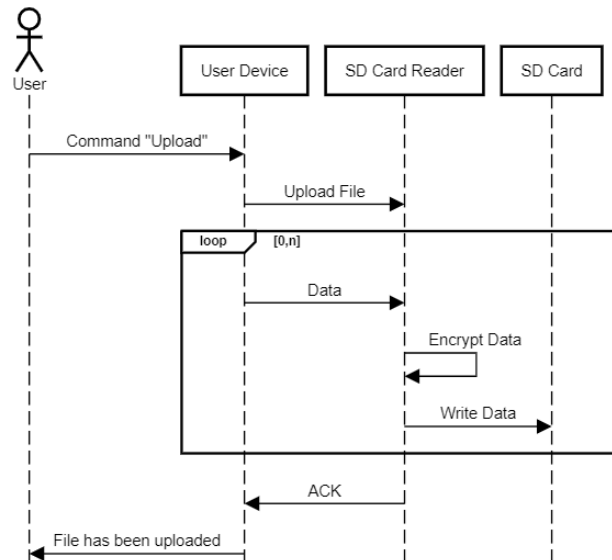 User
User Device
SD Card Reader
SD Card
Command "Upload"
Upload File
loop
[0,n]
Data
Encrypt Data
Write Data
ACK
File has been uploaded